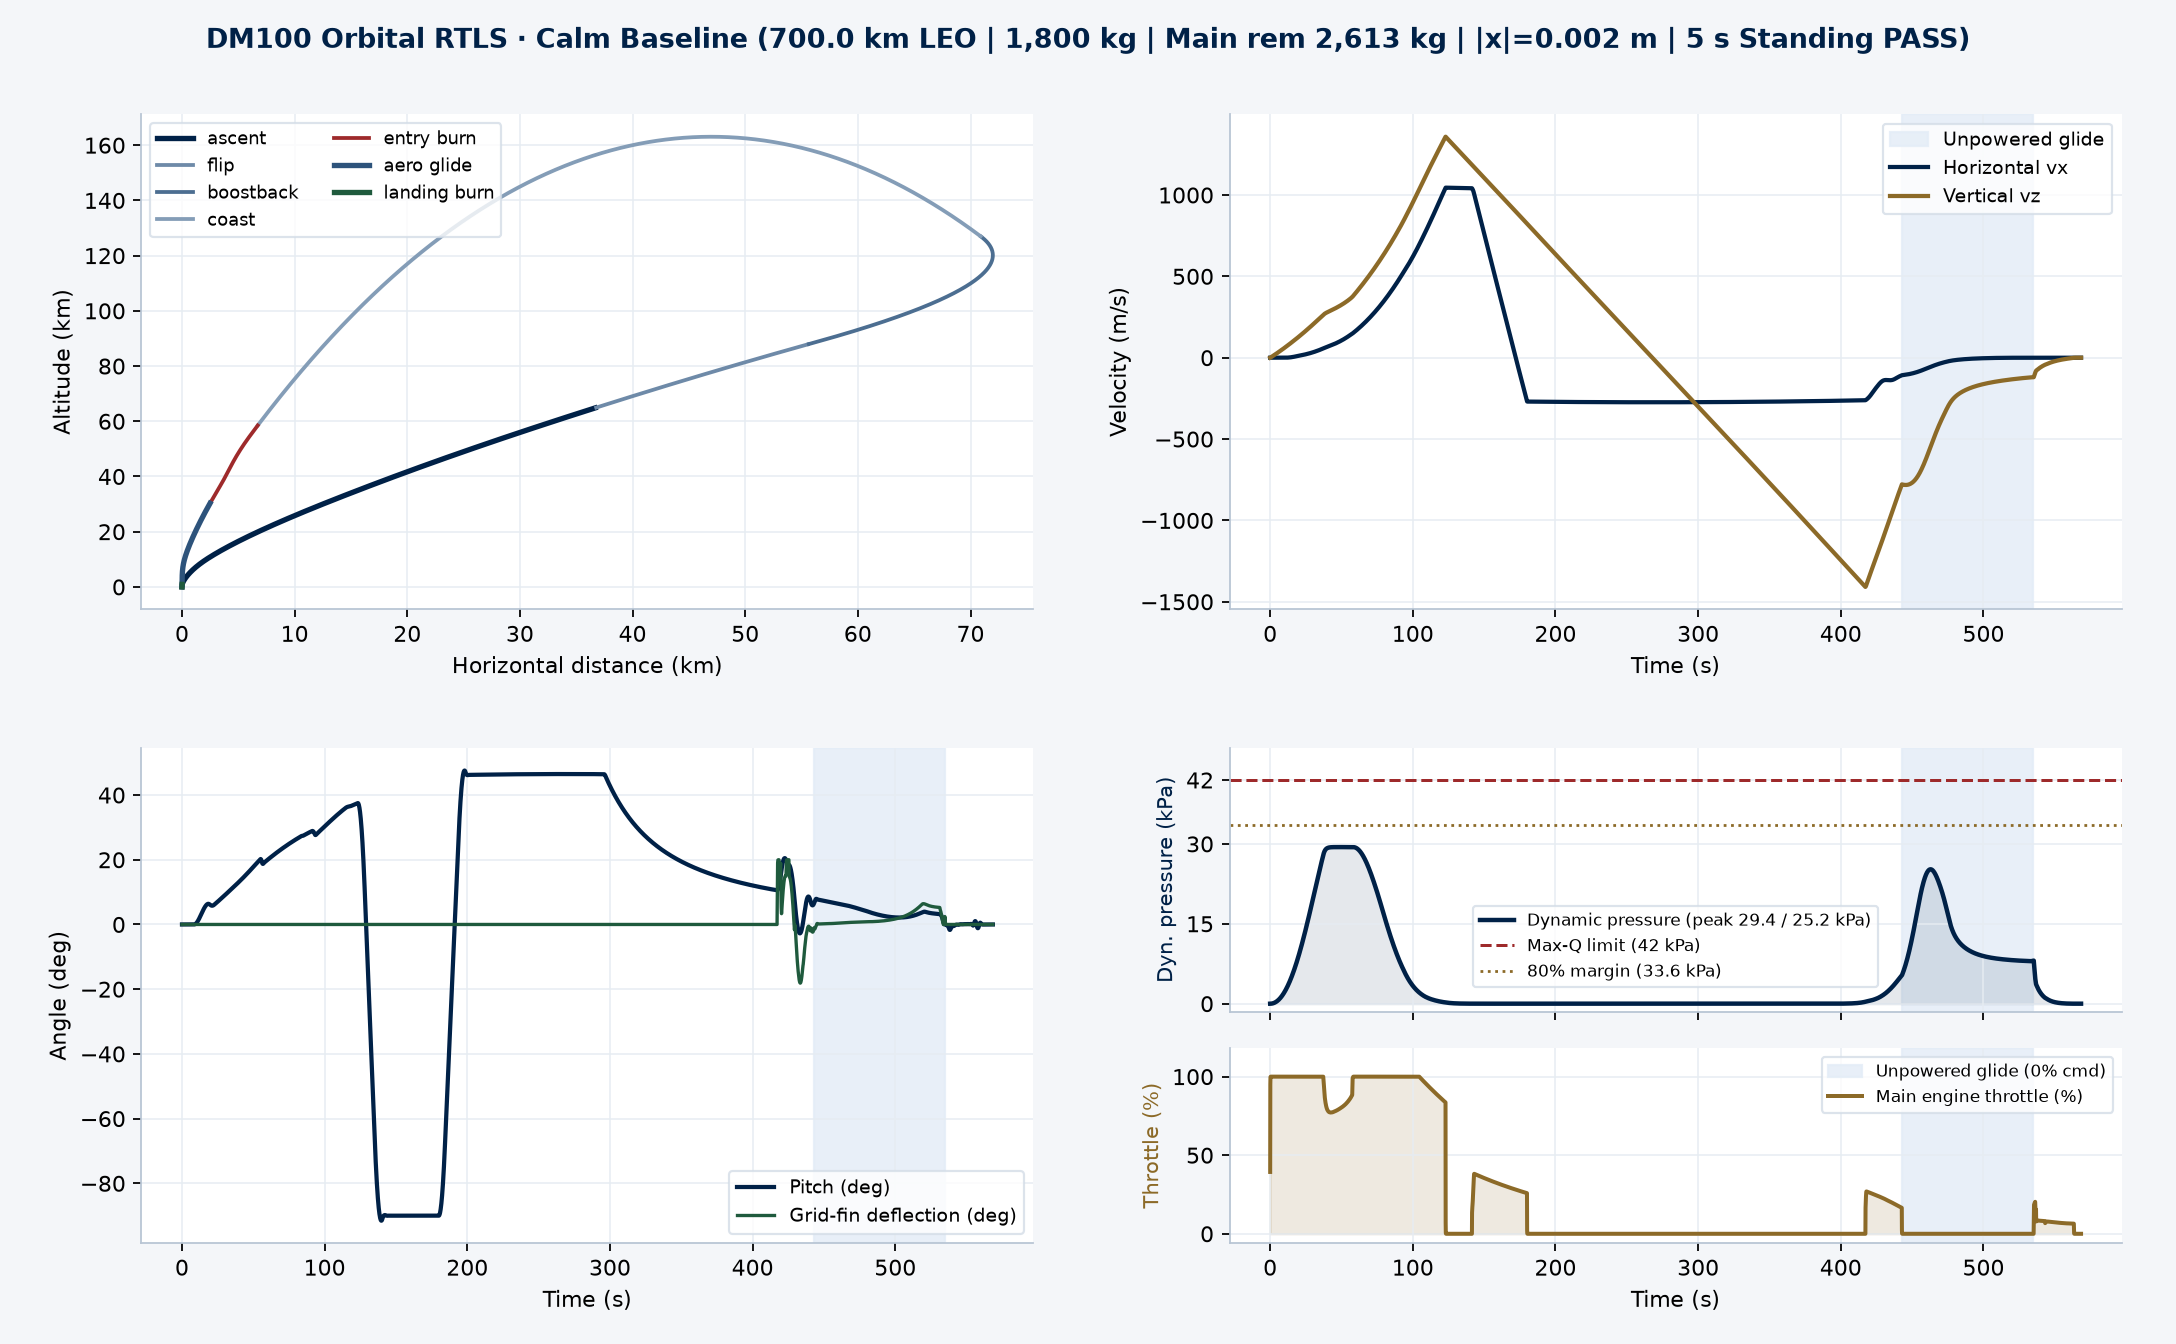 DM100 Orbital RTLS · Calm Baseline (700.0 km LEO | 1,800 kg | Main rem 2,613 kg | |x|=0.002 m | 5 s Standing PASS)
ascent
flip
boostback
coast
entry burn
aero glide
landing burn
Altitude (km)
160
140
120
100
80
60
40
20
0
0 10 20 30 40 50 60 70
Horizontal distance (km)
Unpowered glide
Horizontal vx
Vertical vz
Velocity (m/s)
1000
500
0
−500
−1000
−1500
0 100 200 300 400 500
Time (s)
Angle (deg)
40
20
0
−20
−40
−60
−80
Pitch (deg)
Grid-fin deflection (deg)
0 100 200 300 400 500
Time (s)
Dyn. pressure (kPa)
42
30
15
0
Dynamic pressure (peak 29.4 / 25.2 kPa)
Max-Q limit (42 kPa)
80% margin (33.6 kPa)
Throttle (%)
100
50
0
Unpowered glide (0% cmd)
Main engine throttle (%)
0 100 200 300 400 500
Time (s)